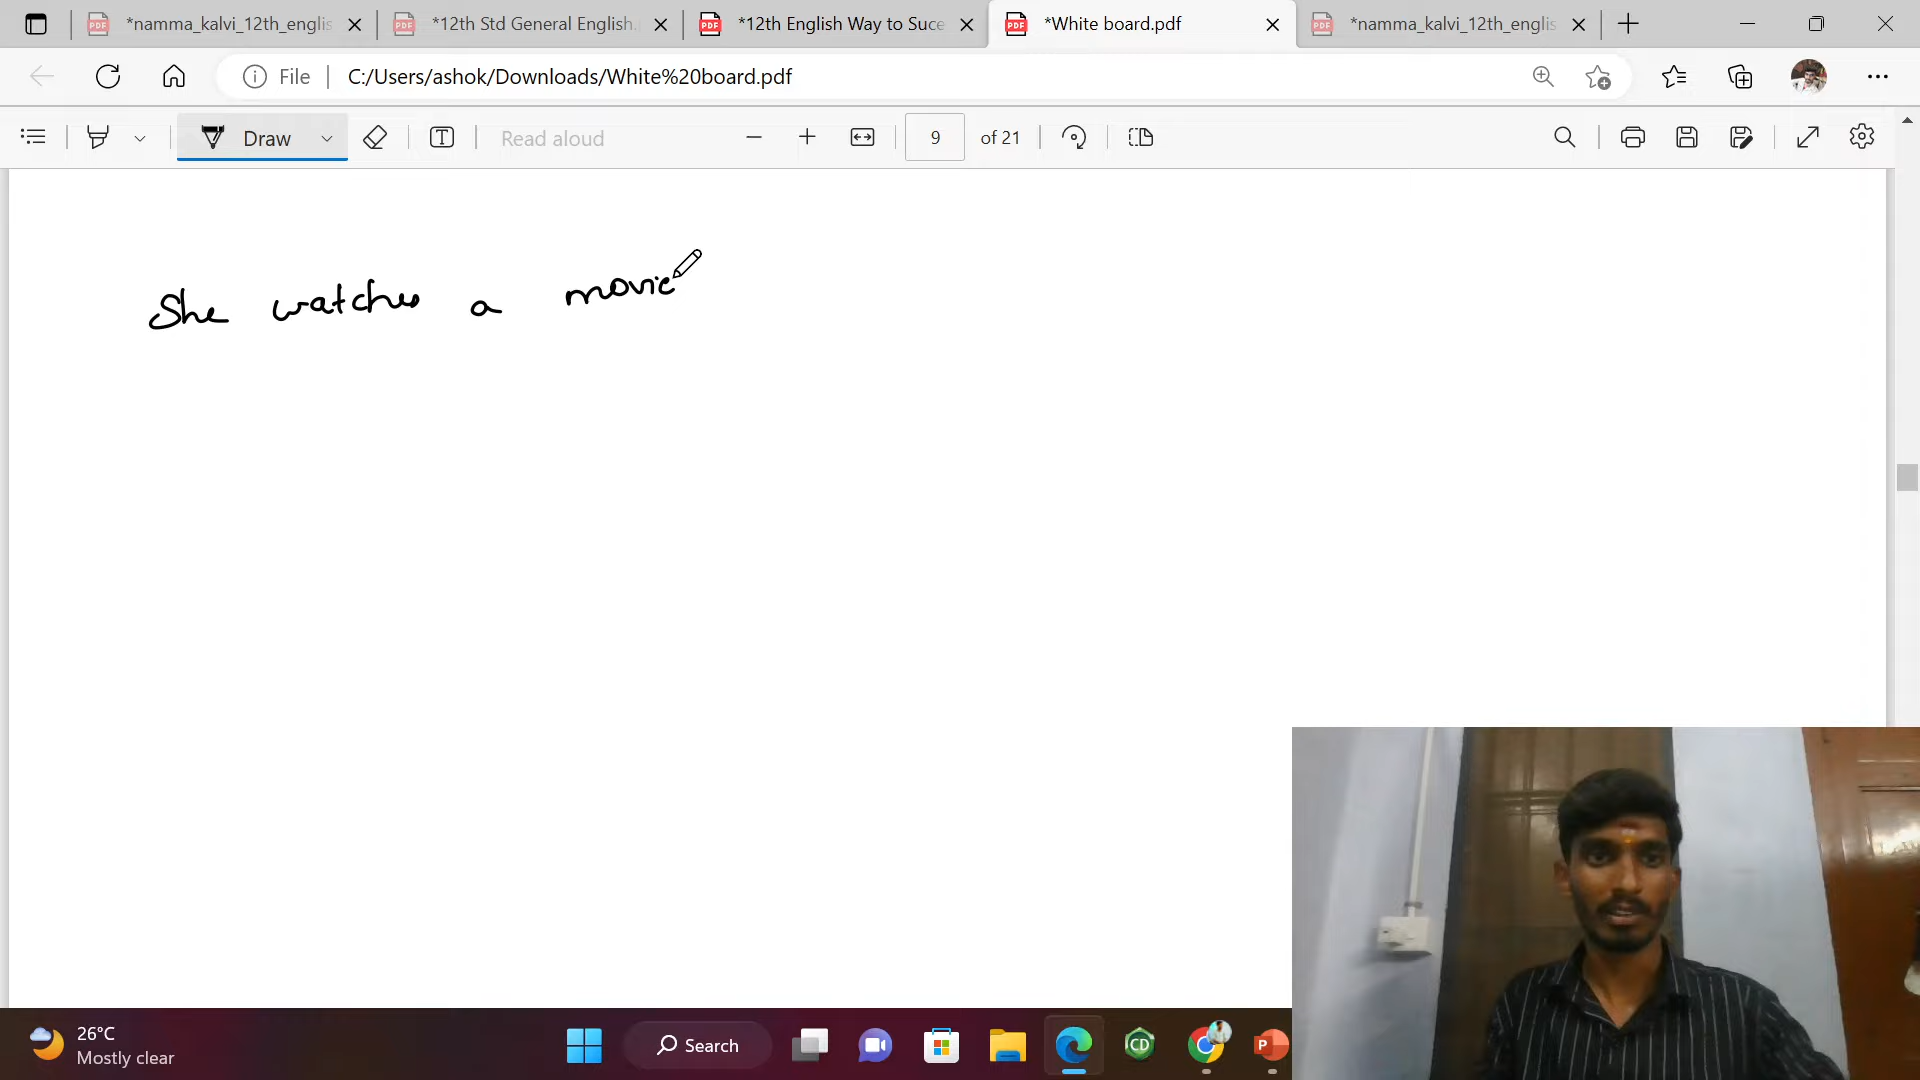 *namma_kalvi_12th_englis
*12th Std General English.
*12th English Way to Suce
*White board.pdf
*namma_kalvi_12th_englis
File
C:/Users/ashok/Downloads/White%20board.pdf
Draw
Read aloud
9
of 21
She watches a movie
26°C
Mostly clear
Search